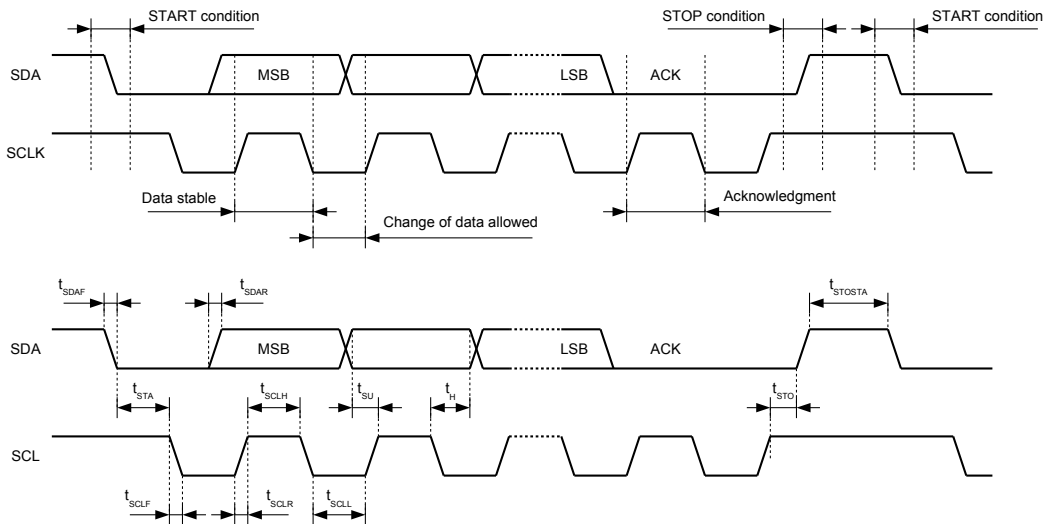 START condition
STOP condition
START condition
SDA
MSB
LSB
ACK
SCLK
Data stable
Change of data allowed
Acknowledgment
tSDAF
tSDAR
tSTOSTA
SDA
MSB
LSB
ACK
tSTA
tSCLH
tSU
tH
tSTO
SCL
tSCLF
tSCLR
tSCLL